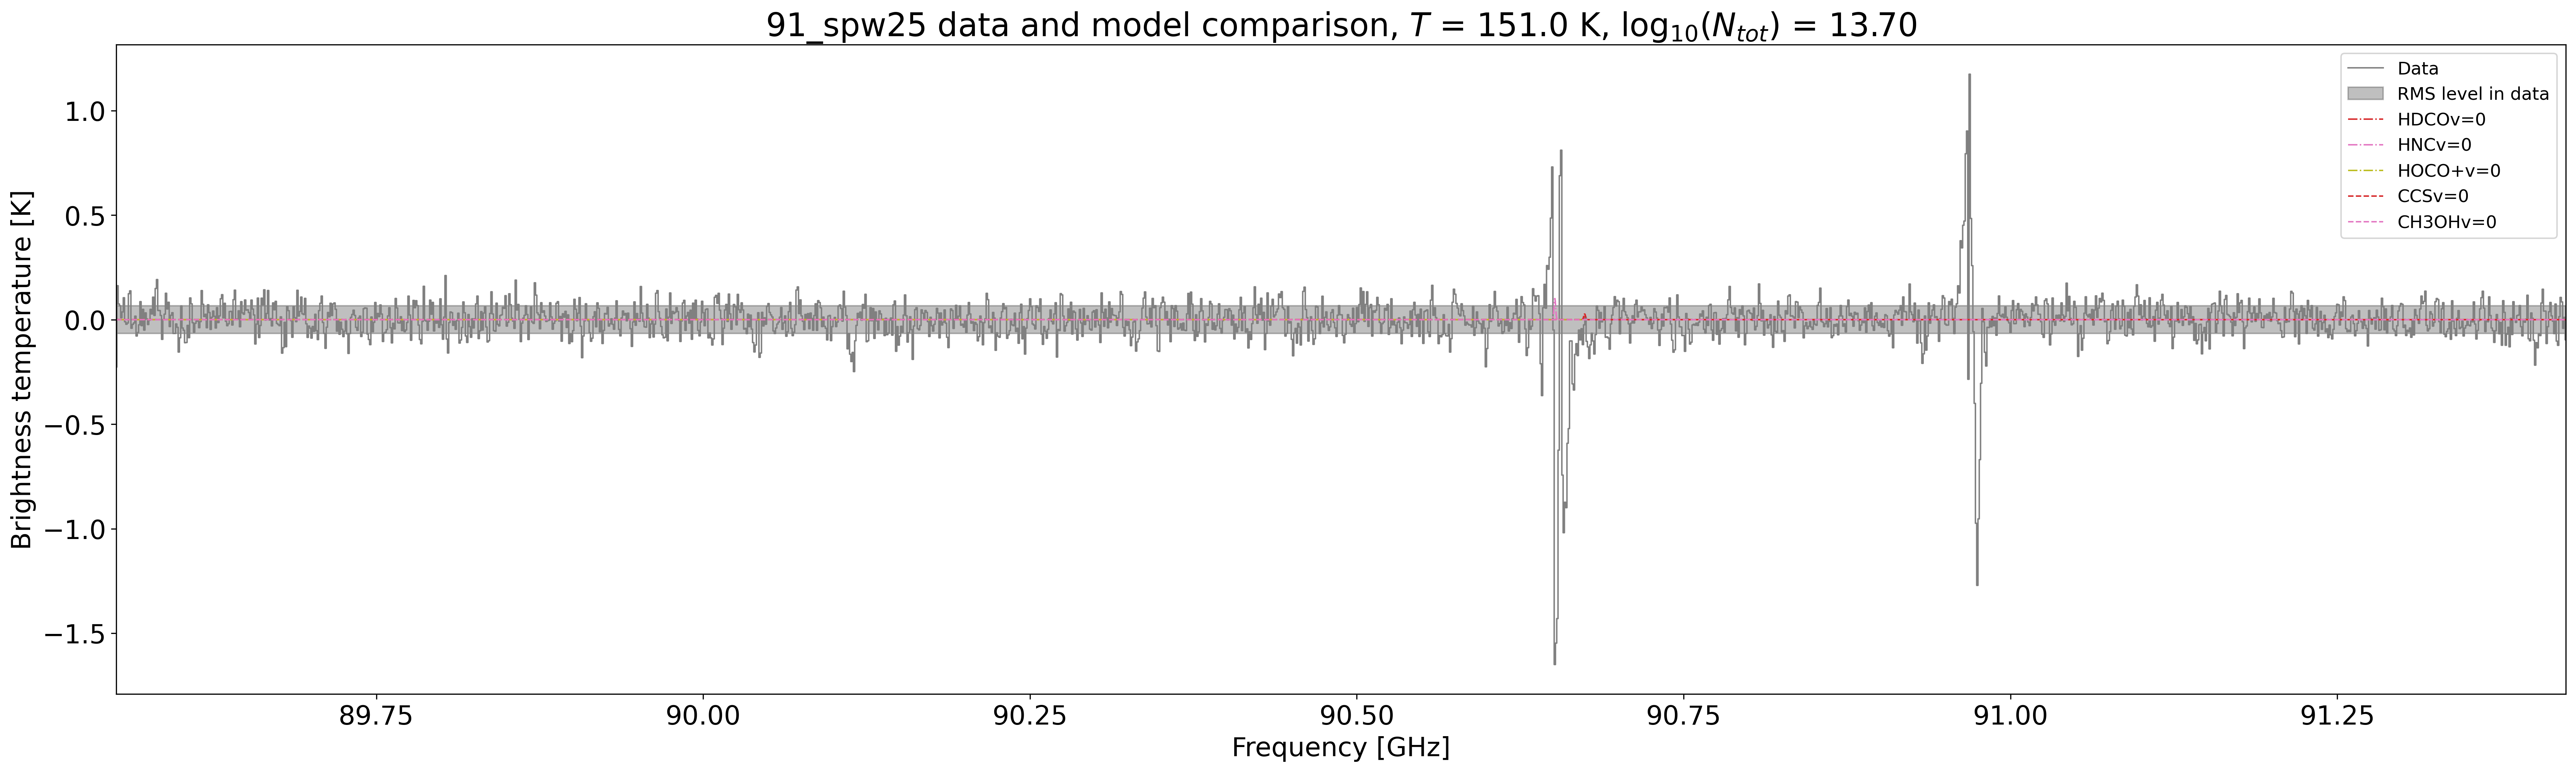 91_spw25 data and model comparison, T = 151.0 K, log₁₀(Nₜₒₜ) = 13.70
Brightness temperature [K]
1.0
0.5
0.0
−0.5
−1.0
−1.5
Data
RMS level in data
HDCOv=0
HNCv=0
HOCO+v=0
CCSv=0
CH3OHv=0
89.75 90.00 90.25 90.50 90.75 91.00 91.25
Frequency [GHz]